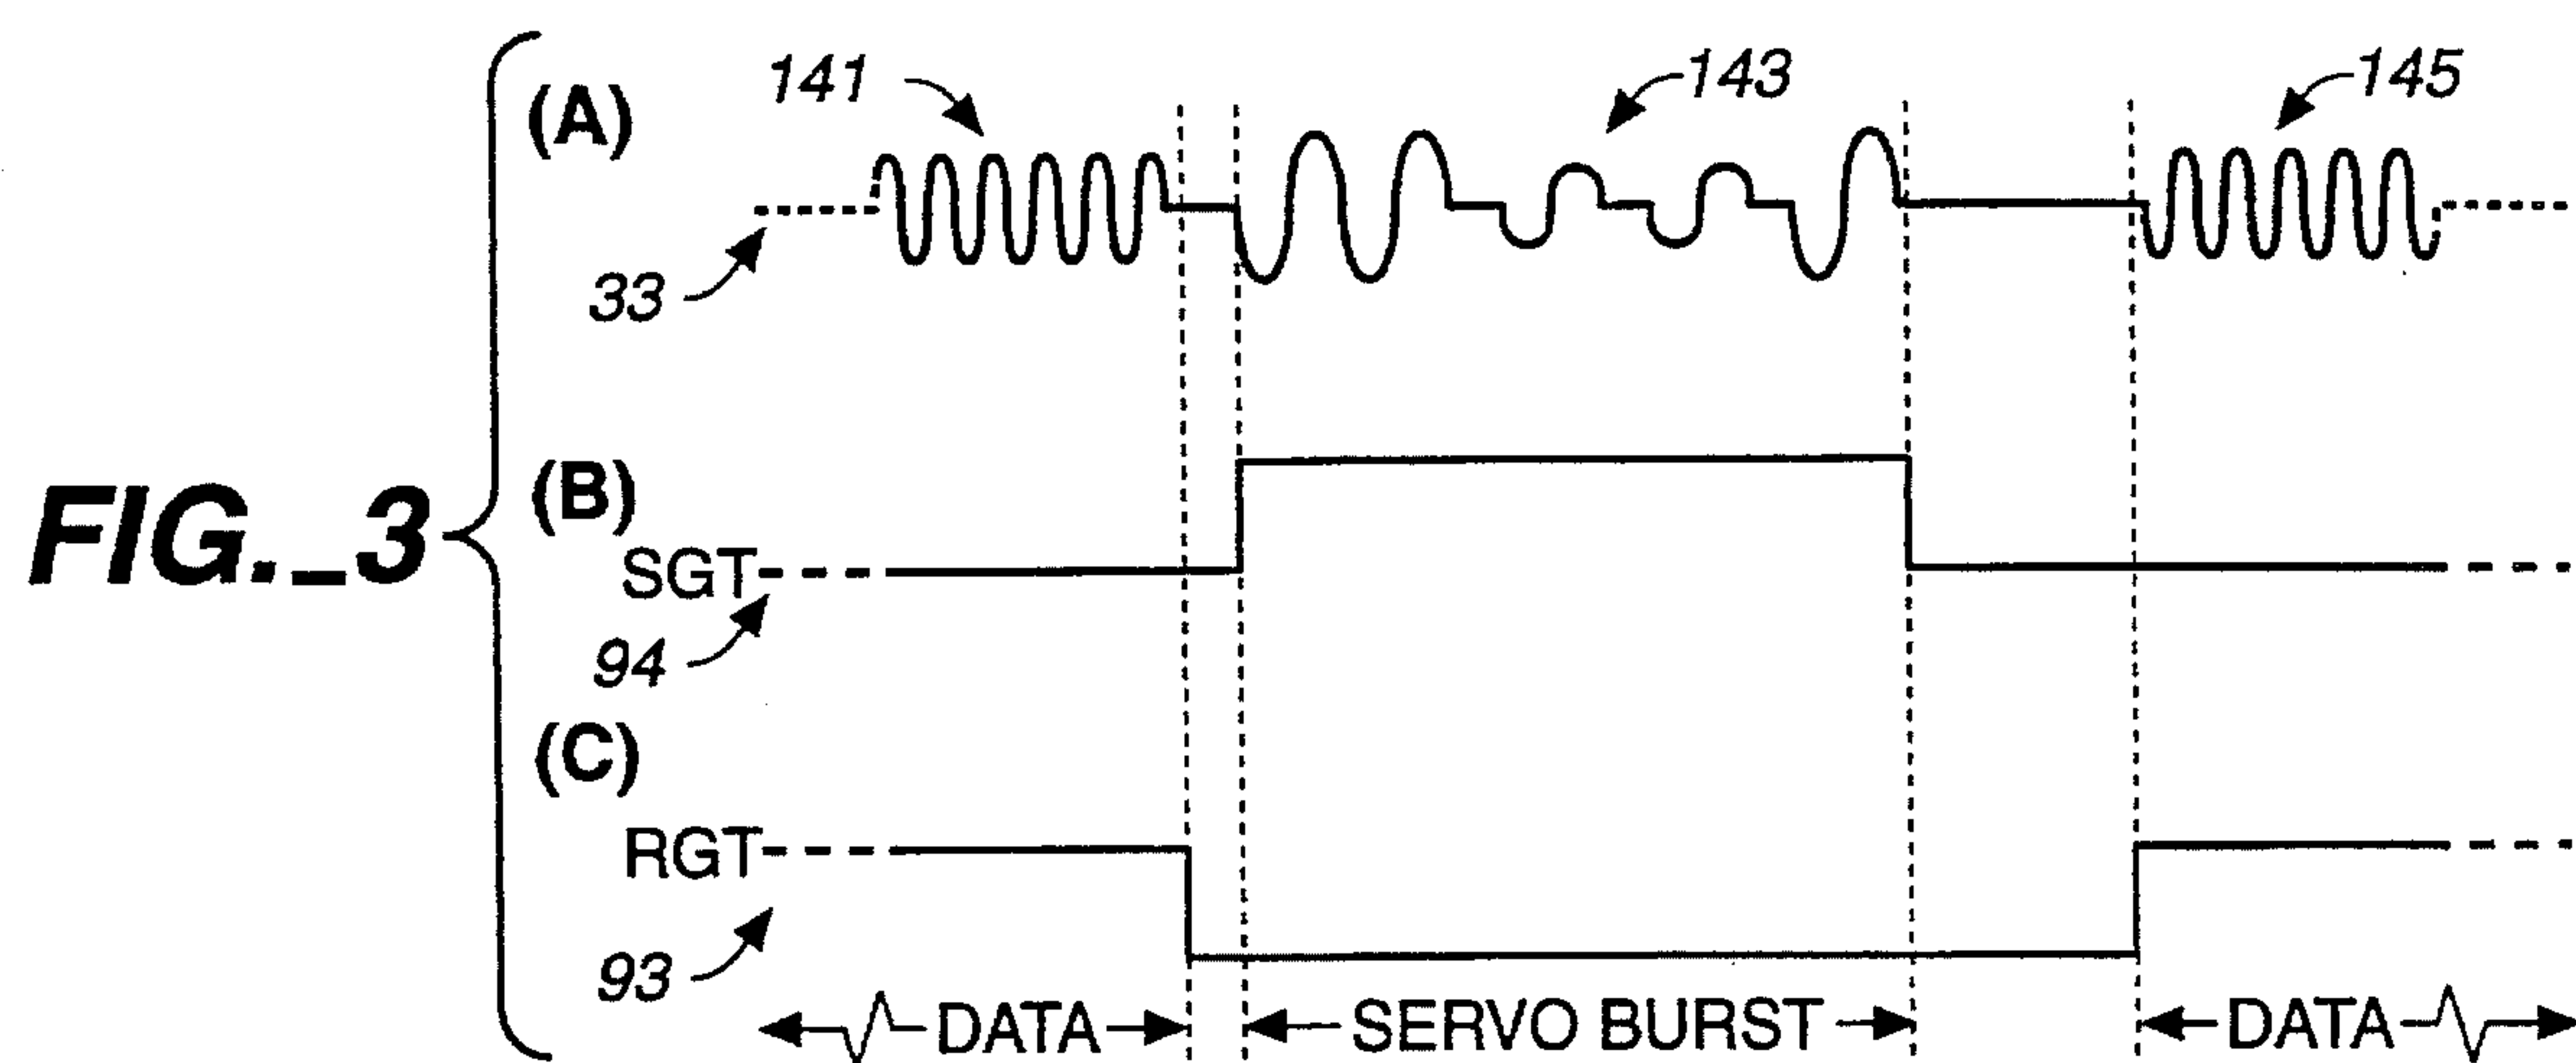 FIG._3
(A)
141
143
145
33
(B)
SGT
94
(C)
RGT
93
DATA
SERVO BURST
DATA